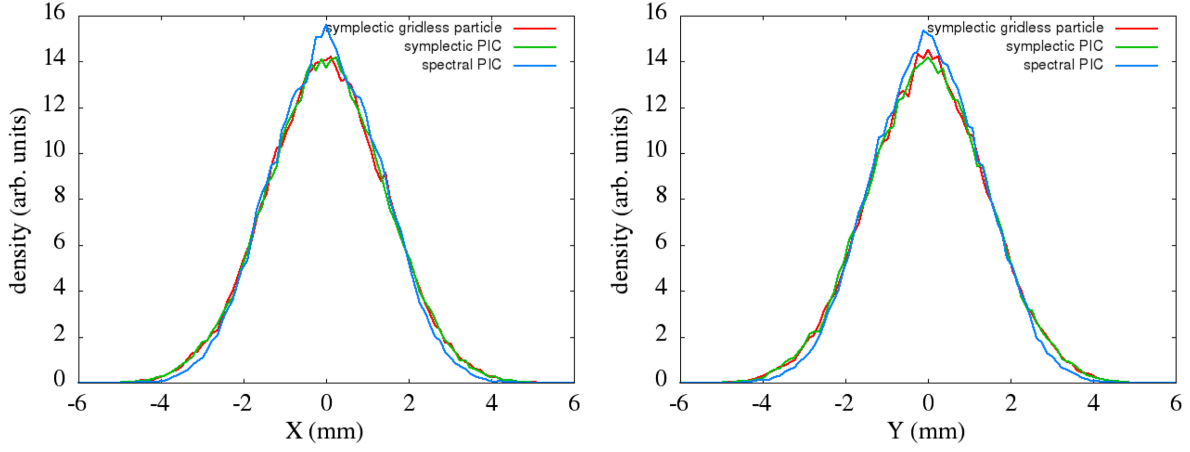 16
14
12
10
8
6
4
2
0
-6 -4 -2 0 2 4 6
density (arb. units)
X (mm)
symplectic gridless particle
symplectic PIC
spectral PIC
16
14
12
10
8
6
4
2
0
-6 -4 -2 0 2 4 6
density (arb. units)
Y (mm)
symplectic gridless particle
symplectic PIC
spectral PIC